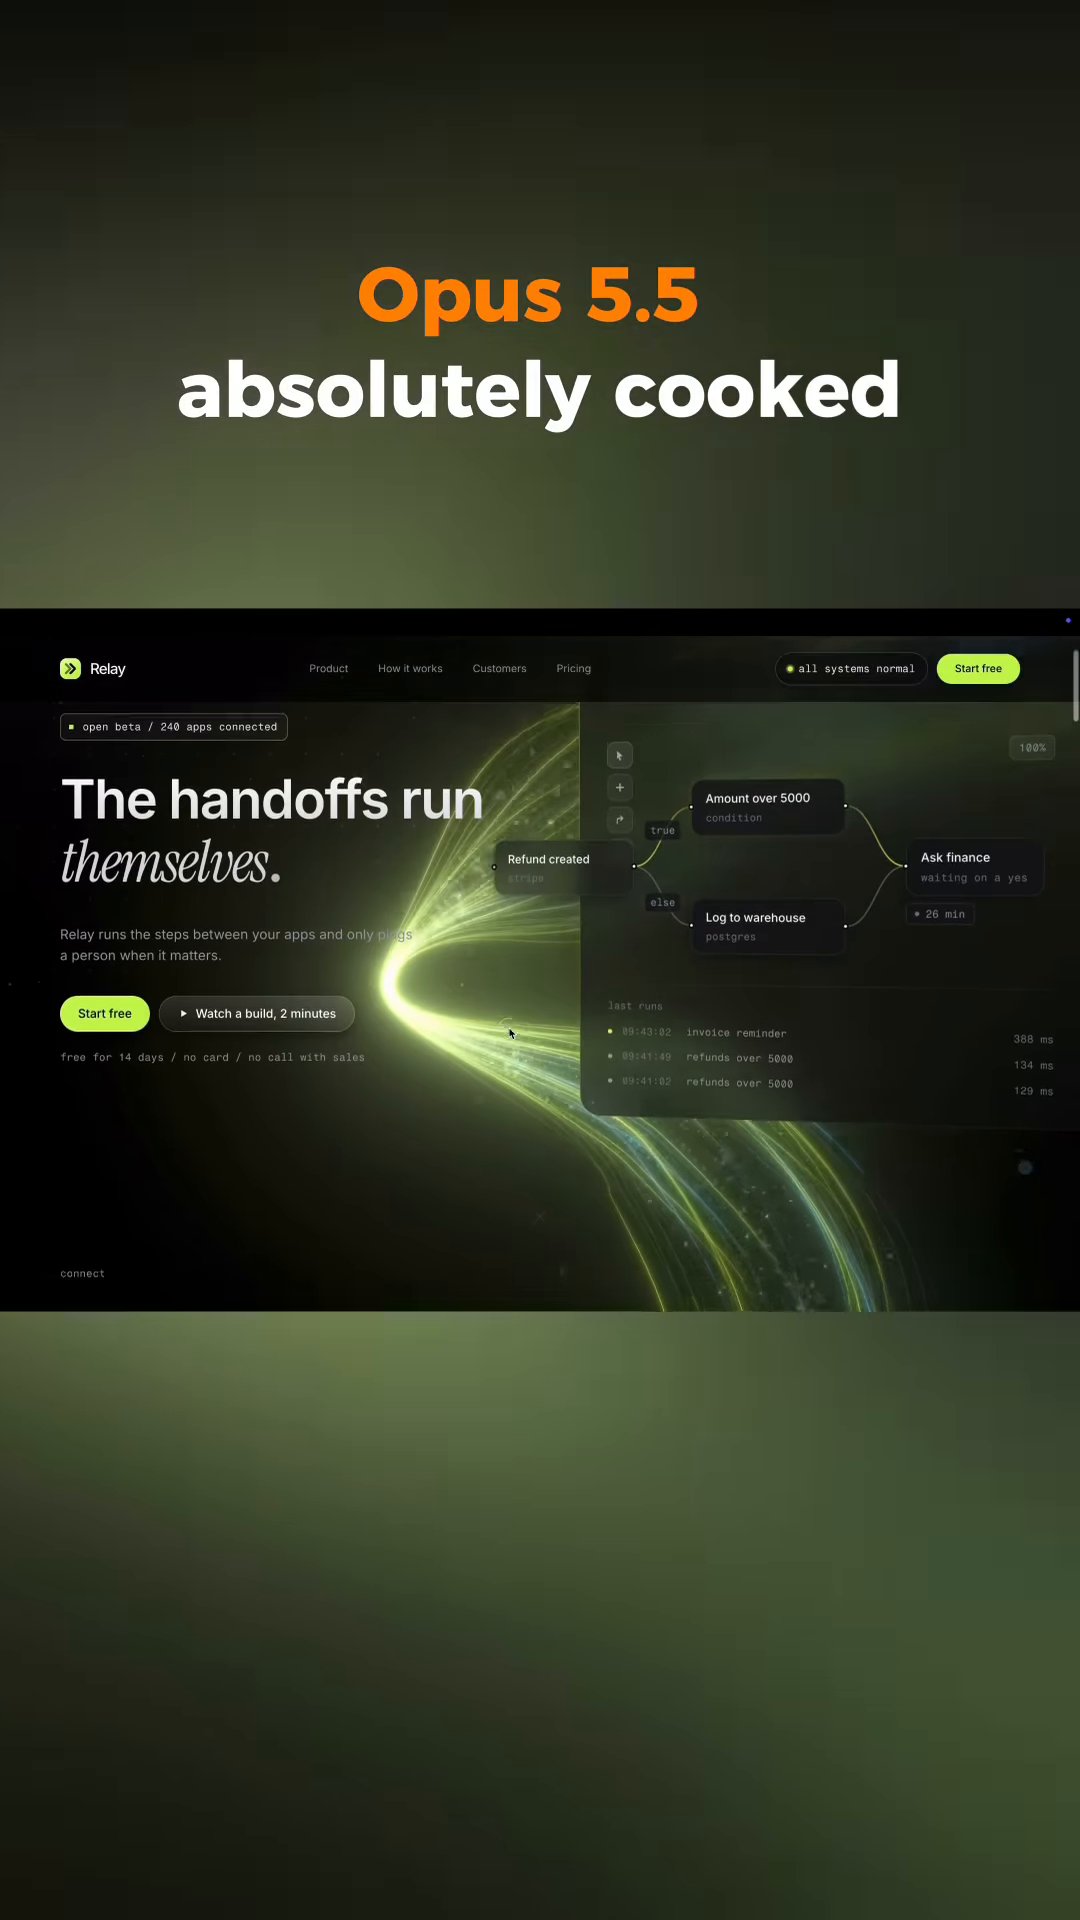 Opus 5.5
absolutely cooked
Relay
Product
How it works
Customers
Pricing
all systems normal
Start free
open beta / 240 apps connected
The handoffs run
themselves.
Relay runs the steps between your apps and only pings
a person when it matters.
Start free
Watch a build, 2 minutes
free for 14 days / no card / no call with sales
connect
100%
Amount over 5000
condition
true
Refund created
stripe
else
Log to warehouse
postgres
Ask finance
waiting on a yes
26 min
last runs
09:43:02 invoice reminder 388 ms
09:41:49 refunds over 5000 134 ms
09:41:02 refunds over 5000 129 ms